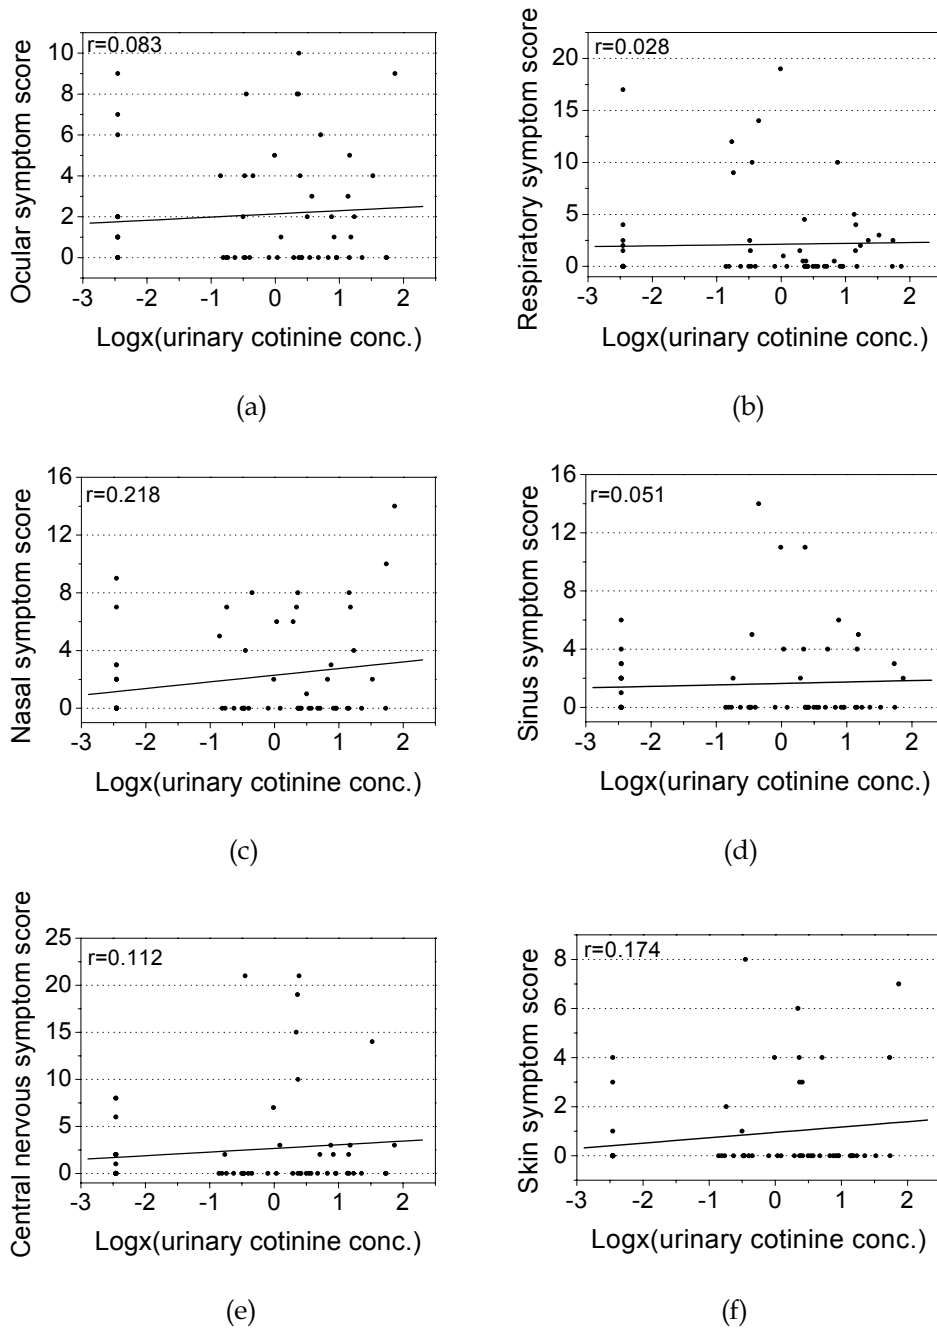 r=0.083
Ocular symptom score
10
8
6
4
2
0
-3 -2 -1 0 1 2
Logx(urinary cotinine conc.)
(a)
r=0.028
Respiratory symptom score
20
15
10
5
0
-3 -2 -1 0 1 2
Logx(urinary cotinine conc.)
(b)
r=0.218
Nasal symptom score
16
12
8
4
0
-3 -2 -1 0 1 2
Logx(urinary cotinine conc.)
(c)
r=0.051
Sinus symptom score
16
12
8
4
0
-3 -2 -1 0 1 2
Logx(urinary cotinine conc.)
(d)
r=0.112
Central nervous symptom score
25
20
15
10
5
0
-3 -2 -1 0 1 2
Logx(urinary cotinine conc.)
(e)
r=0.174
Skin symptom score
8
6
4
2
0
-3 -2 -1 0 1 2
Logx(urinary cotinine conc.)
(f)